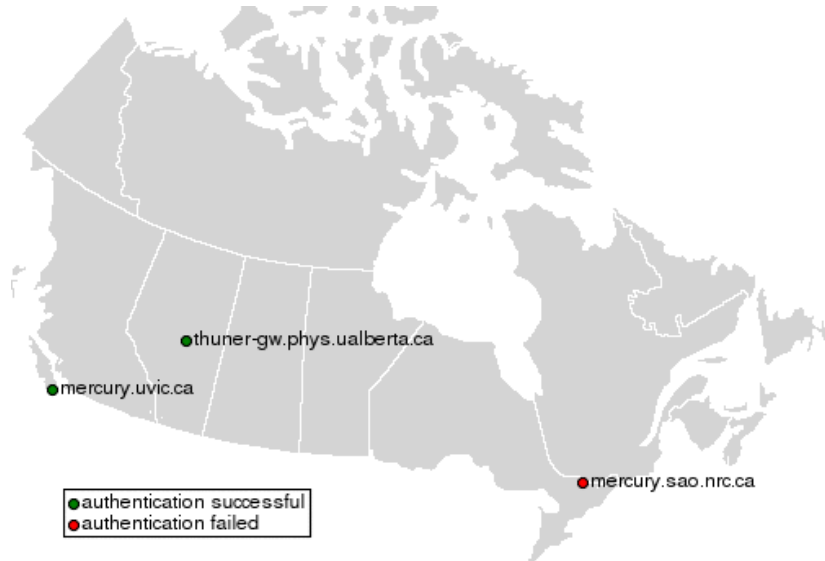 thuner-gw.phys.ualberta.ca
mercury.uvic.ca
mercury.sao.nrc.ca
authentication successful
authentication failed